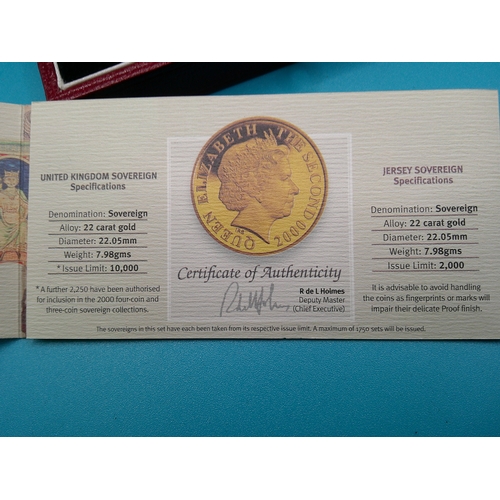 UNITED KINGDOM SOVEREIGN
Specifications
Denomination: Sovereign
Alloy: 22 carat gold
Diameter: 22.05mm
Weight: 7.98gms
* Issue Limit: 10,000
* A further 2,250 have been authorised
for inclusion in the 2000 four-coin and
three-coin sovereign collections.
QUEEN ELIZABETH THE SECOND 2000
Certificate of Authenticity
R de L Holmes
Deputy Master
(Chief Executive)
JERSEY SOVEREIGN
Specifications
Denomination: Sovereign
Alloy: 22 carat gold
Diameter: 22.05mm
Weight: 7.98gms
Issue Limit: 2,000
It is advisable to avoid handling
the coins as fingerprints or marks will
impair their delicate Proof finish.
The sovereigns in this set have each been taken from its respective issue limit. A maximum of 1750 sets will be issued.